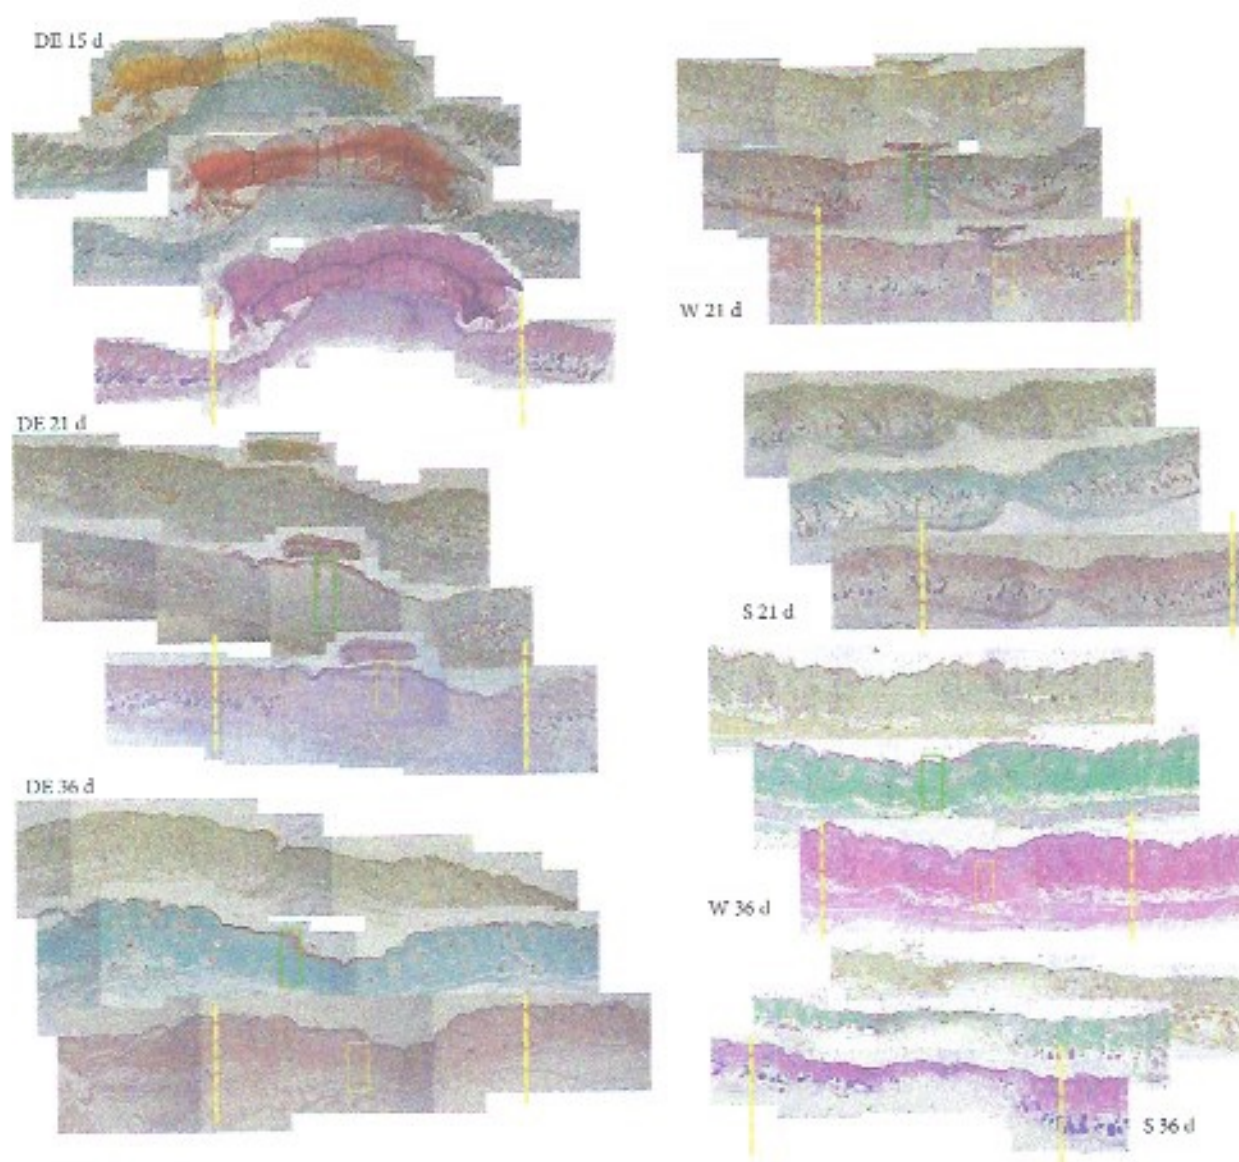 DE 15 d
DE 21 d
DE 36 d
W 21 d
S 21 d
W 36 d
S 36 d